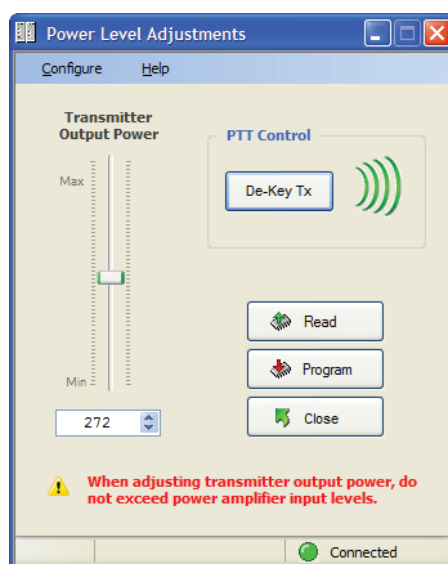 Power Level Adjustments
Configure Help
Transmitter
Output Power
Max
Min
272
PTT Control
De-Key Tx
Read
Program
Close
When adjusting transmitter output power, do
not exceed power amplifier input levels.
Connected